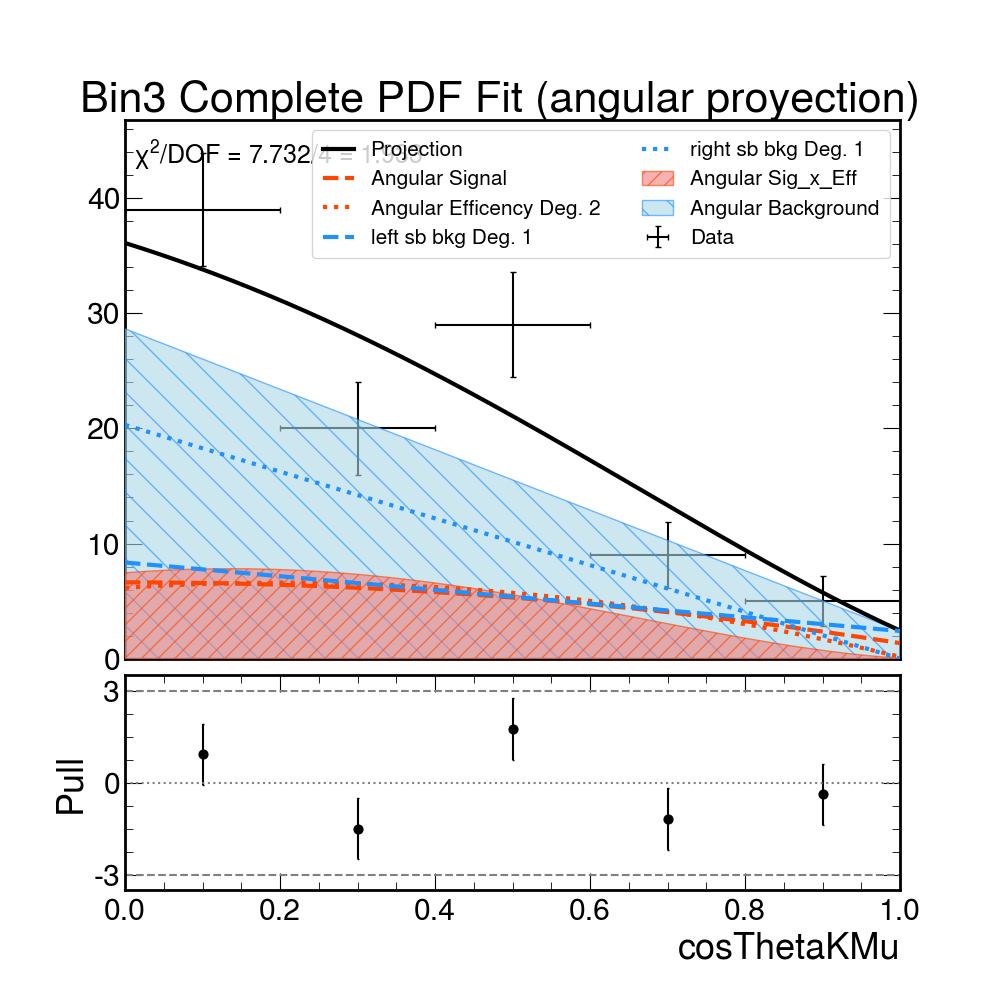 Bin3 Complete PDF Fit (angular proyection)
χ²/DOF = 7.732/4 = 1.933
Projection
Angular Signal
Angular Efficency Deg. 2
left sb bkg Deg. 1
right sb bkg Deg. 1
Angular Sig_x_Eff
Angular Background
Data
40
30
20
10
0
3
0
-3
Pull
0.0 0.2 0.4 0.6 0.8 1.0
cosThetaKMu